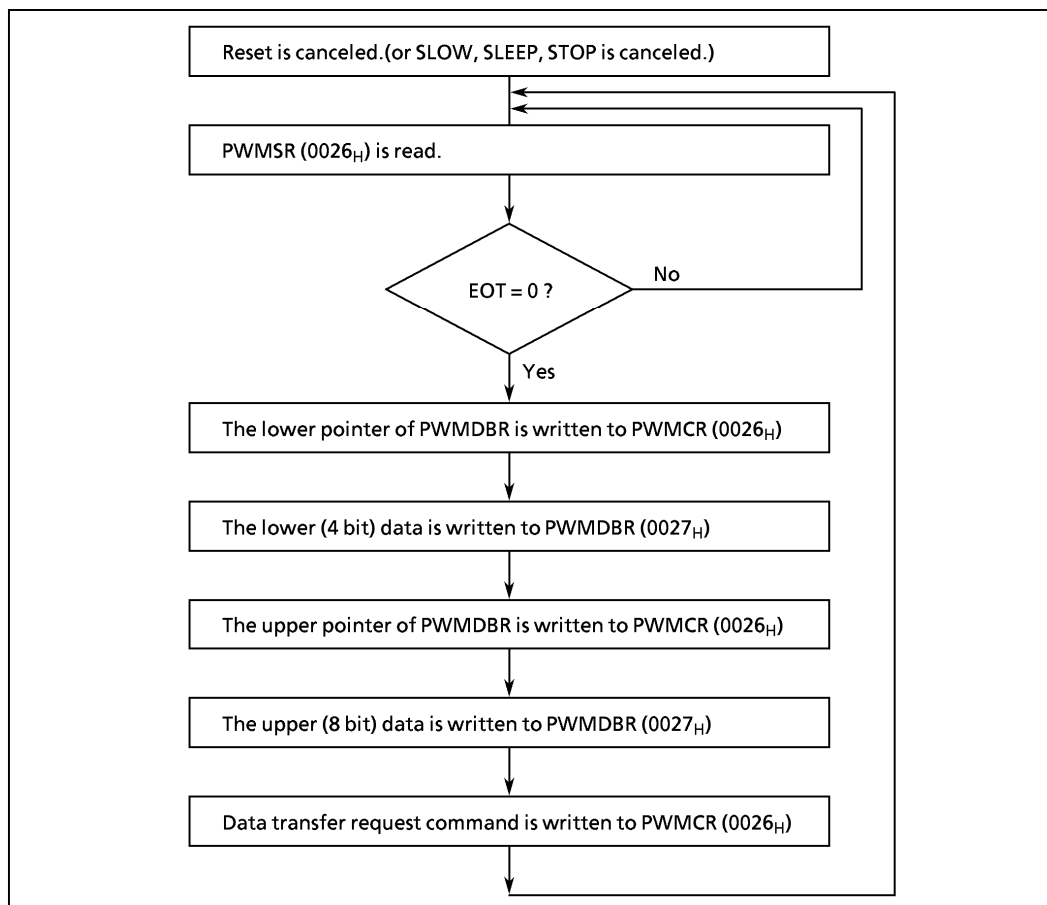 Reset is canceled.(or SLOW, SLEEP, STOP is canceled.)
PWMSR (0026H) is read.
EOT = 0 ?
No
Yes
The lower pointer of PWMDBR is written to PWMCR (0026H)
The lower (4 bit) data is written to PWMDBR (0027H)
The upper pointer of PWMDBR is written to PWMCR (0026H)
The upper (8 bit) data is written to PWMDBR (0027H)
Data transfer request command is written to PWMCR (0026H)